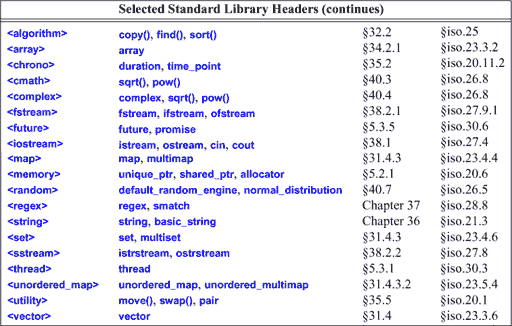 Selected Standard Library Headers (continues)
<algorithm> copy(), find(), sort() §32.2 §iso.25
<array> array §34.2.1 §iso.23.3.2
<chrono> duration, time_point §35.2 §iso.20.11.2
<cmath> sqrt(), pow() §40.3 §iso.26.8
<complex> complex, sqrt(), pow() §40.4 §iso.26.8
<fstream> fstream, ifstream, ofstream §38.2.1 §iso.27.9.1
<future> future, promise §5.3.5 §iso.30.6
<iostream> istream, ostream, cin, cout §38.1 §iso.27.4
<map> map, multimap §31.4.3 §iso.23.4.4
<memory> unique_ptr, shared_ptr, allocator §5.2.1 §iso.20.6
<random> default_random_engine, normal_distribution §40.7 §iso.26.5
<regex> regex, smatch Chapter 37 §iso.28.8
<string> string, basic_string Chapter 36 §iso.21.3
<set> set, multiset §31.4.3 §iso.23.4.6
<sstream> istrstream, ostrstream §38.2.2 §iso.27.8
<thread> thread §5.3.1 §iso.30.3
<unordered_map> unordered_map, unordered_multimap §31.4.3.2 §iso.23.5.4
<utility> move(), swap(), pair §35.5 §iso.20.1
<vector> vector §31.4 §iso.23.3.6